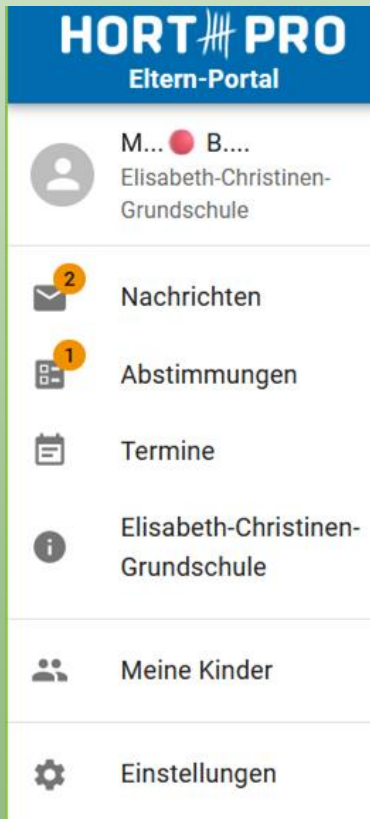 HORT PRO
Eltern-Portal
M... B....
Elisabeth-Christinen-
Grundschule
2
Nachrichten
1
Abstimmungen
Termine
Elisabeth-Christinen-
Grundschule
Meine Kinder
Einstellungen